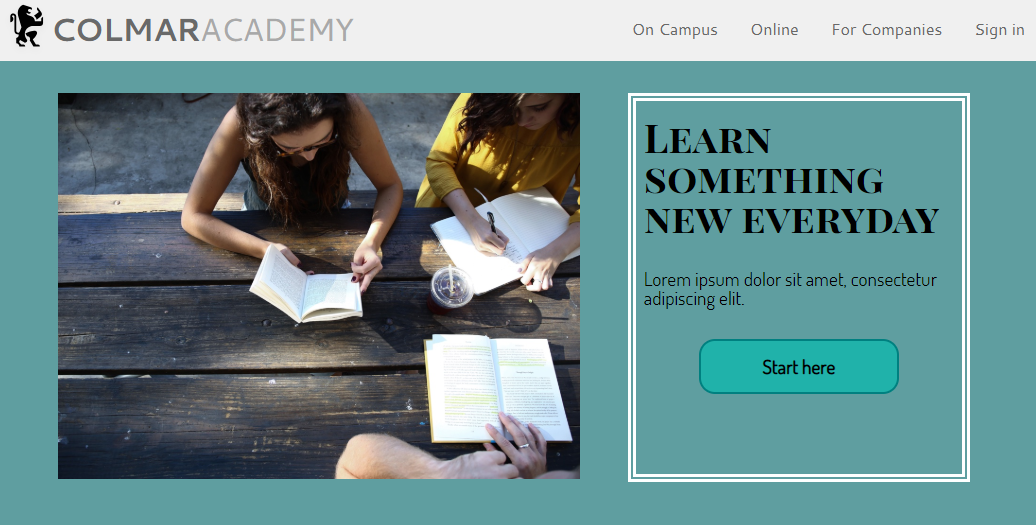 COLMARACADEMY
On Campus Online For Companies Sign in
Learn
something
new everyday
Lorem ipsum dolor sit amet, consectetur
adipiscing elit.
Start here